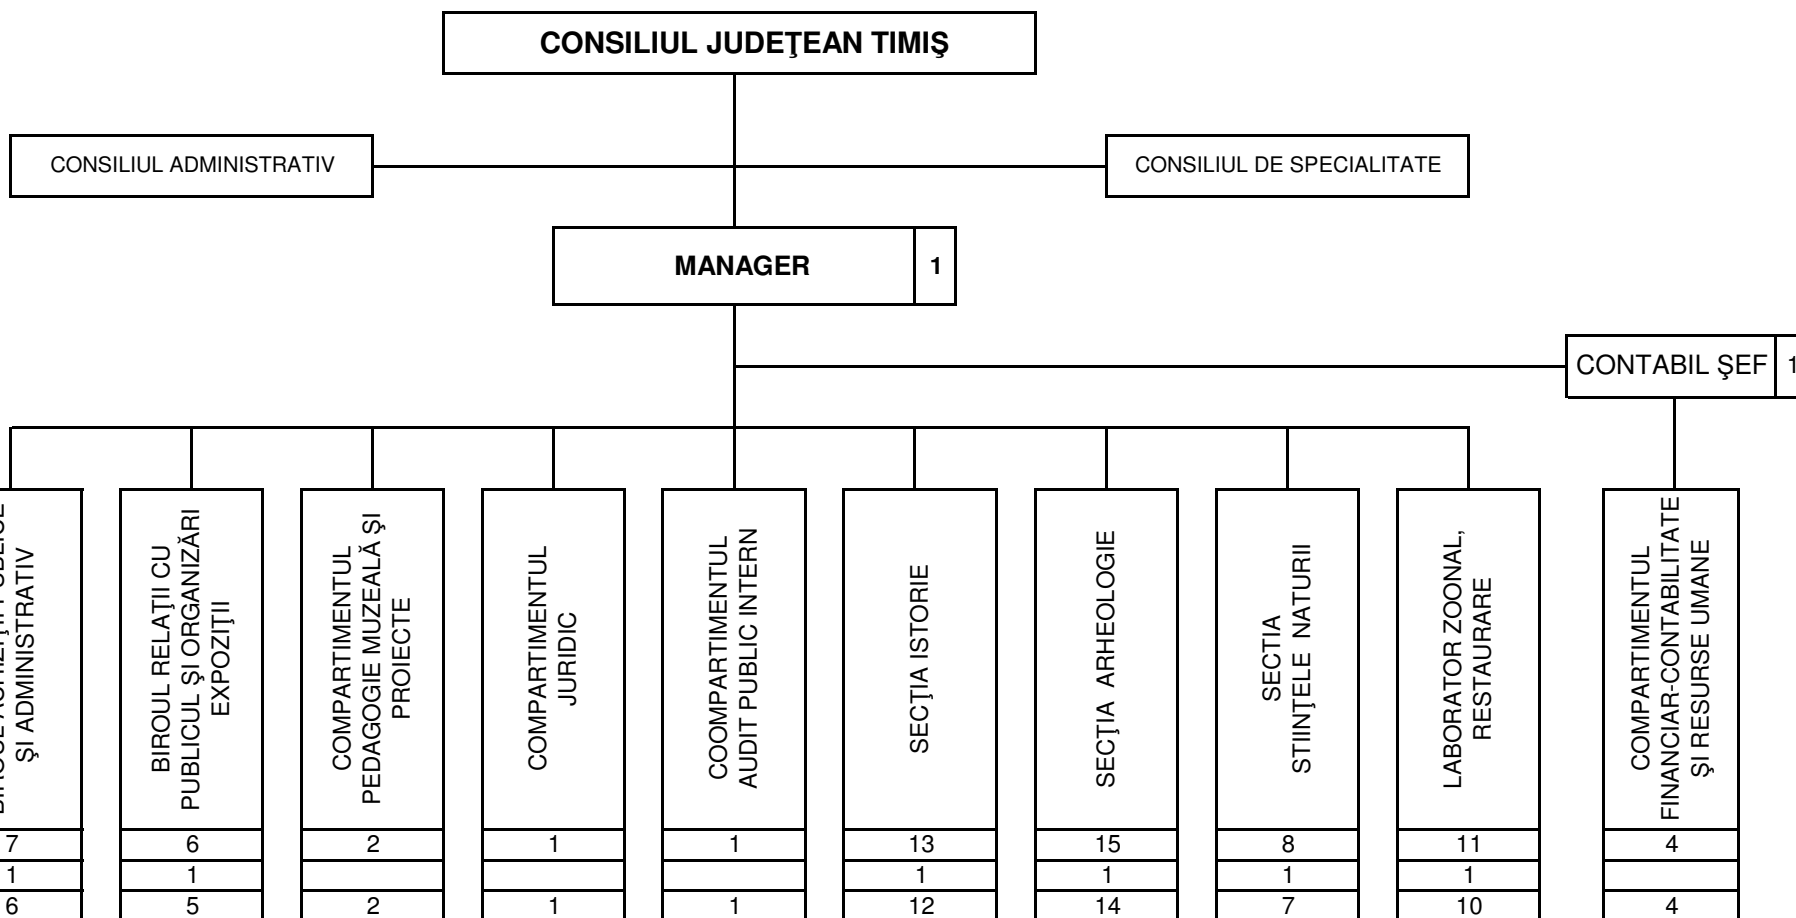 CONSILIUL JUDEŢEAN TIMIŞ
CONSILIUL ADMINISTRATIV
CONSILIUL DE SPECIALITATE
MANAGER
1
CONTABIL ŞEF
1
ŞI ADMINISTRATIV
BIROUL RELAŢII CU
PUBLICUL ŞI ORGANIZĂRI
EXPOZIŢII
COMPARTIMENTUL
PEDAGOGIE MUZEALĂ ŞI
PROIECTE
COMPARTIMENTUL
JURIDIC
COOMPARTIMENTUL
AUDIT PUBLIC INTERN
SECŢIA ISTORIE
SECŢIA ARHEOLOGIE
SECTIA
STIINŢELE NATURII
LABORATOR ZOONAL,
RESTAURARE
COMPARTIMENTUL
FINANCIAR-CONTABILITATE
ŞI RESURSE UMANE
7 6 2 1 1 13 15 8 11 4
1 1 1 1 1 1
6 5 2 1 1 12 14 7 10 4